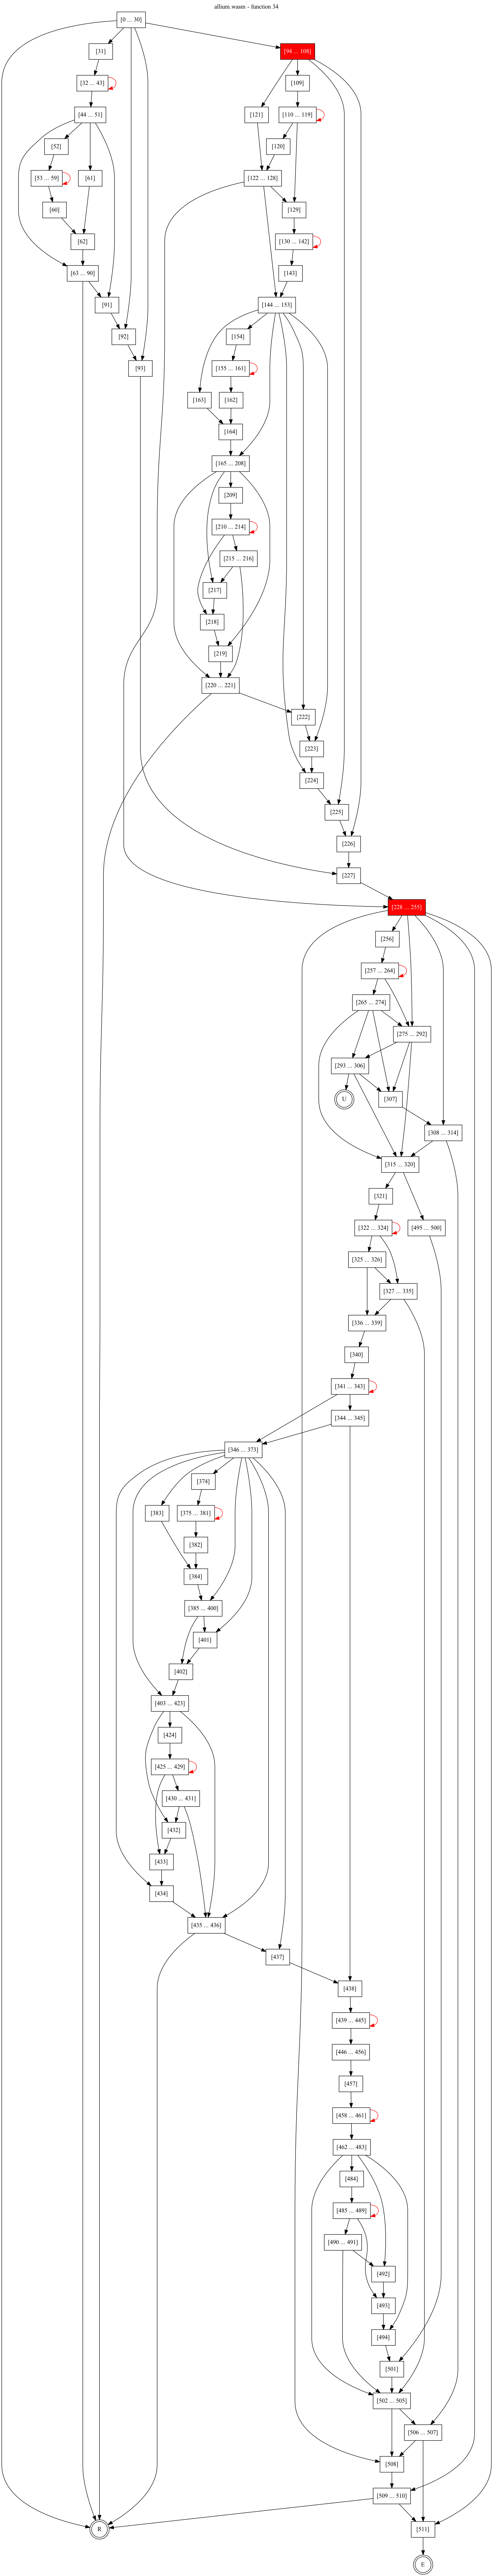 allium.wasm - function 34
[0 ... 30]
[31]
[94 ... 108]
[32 ... 43]
[109]
[44 ... 51]
[121]
[110 ... 119]
[52]
[120]
[53 ... 59]
[61]
[122 ... 128]
[60]
[129]
[62]
[130 ... 142]
[63 ... 90]
[143]
[91]
[144 ... 153]
[92]
[154]
[93]
[155 ... 161]
[163]
[162]
[164]
[165 ... 208]
[209]
[210 ... 214]
[215 ... 216]
[217]
[218]
[219]
[220 ... 221]
[222]
[223]
[224]
[225]
[226]
[227]
[228 ... 255]
[256]
[257 ... 264]
[265 ... 274]
[275 ... 292]
[293 ... 306]
U
[307]
[308 ... 314]
[315 ... 320]
[321]
[322 ... 324]
[495 ... 500]
[325 ... 326]
[327 ... 335]
[336 ... 339]
[340]
[341 ... 343]
[344 ... 345]
[346 ... 373]
[374]
[383]
[375 ... 381]
[382]
[384]
[385 ... 400]
[401]
[402]
[403 ... 423]
[424]
[425 ... 429]
[430 ... 431]
[432]
[433]
[434]
[435 ... 436]
[437]
[438]
[439 ... 445]
[446 ... 456]
[457]
[458 ... 461]
[462 ... 483]
[484]
[485 ... 489]
[490 ... 491]
[492]
[493]
[494]
[501]
[502 ... 505]
[506 ... 507]
[508]
[509 ... 510]
R
[511]
E